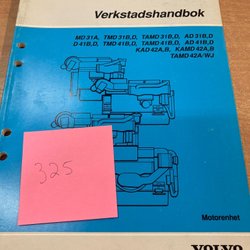 Verkstadshandbok
MD 31A, TMD 31B,D, TAMD 31B,D, AD 31B,D
D 41B,D, TMD 41B,D, TAMD 41B,D, AD 41B,D
KAD 42A,B, KAMD 42A,B
TAMD 42A/WJ
325
Motorenhet
VOLVO